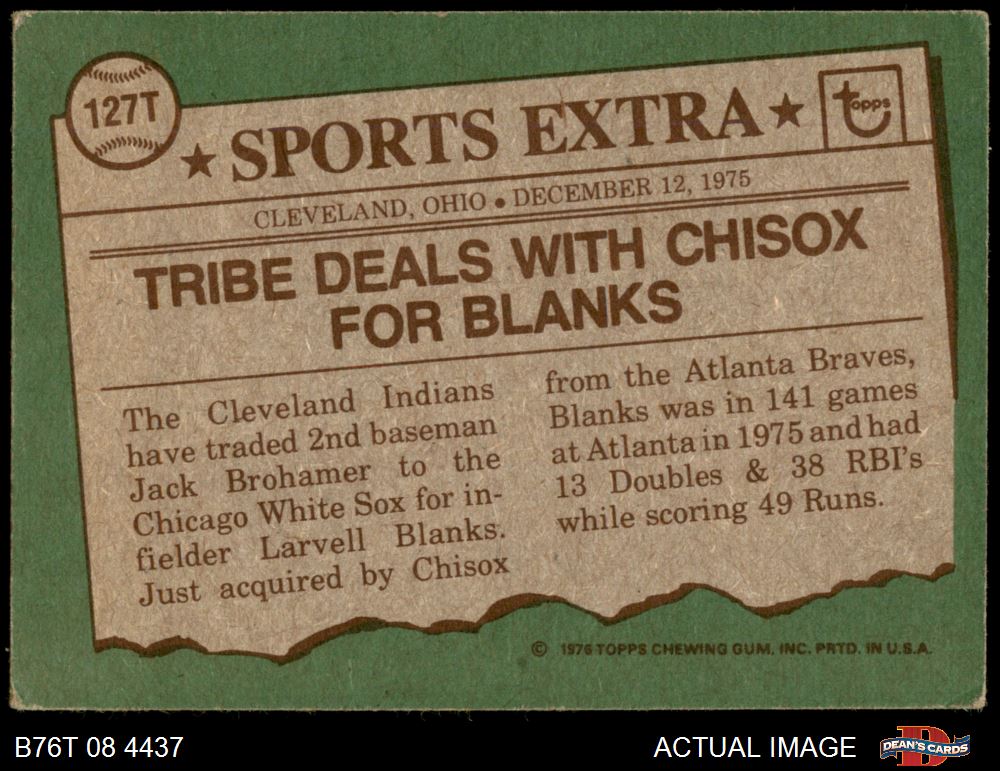 127T
★ SPORTS EXTRA ★
topps
CLEVELAND, OHIO • DECEMBER 12, 1975
TRIBE DEALS WITH CHISOX
FOR BLANKS
The Cleveland Indians
have traded 2nd baseman
Jack Brohamer to the
Chicago White Sox for in-
fielder Larvell Blanks.
Just acquired by Chisox
from the Atlanta Braves,
Blanks was in 141 games
at Atlanta in 1975 and had
13 Doubles & 38 RBI's
while scoring 49 Runs.
© 1976 TOPPS CHEWING GUM, INC. PRTD. IN U.S.A.
B76T 08 4437
ACTUAL IMAGE
DEAN'S CARDS